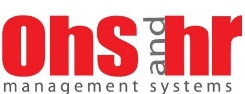 ohs and hr
management systems